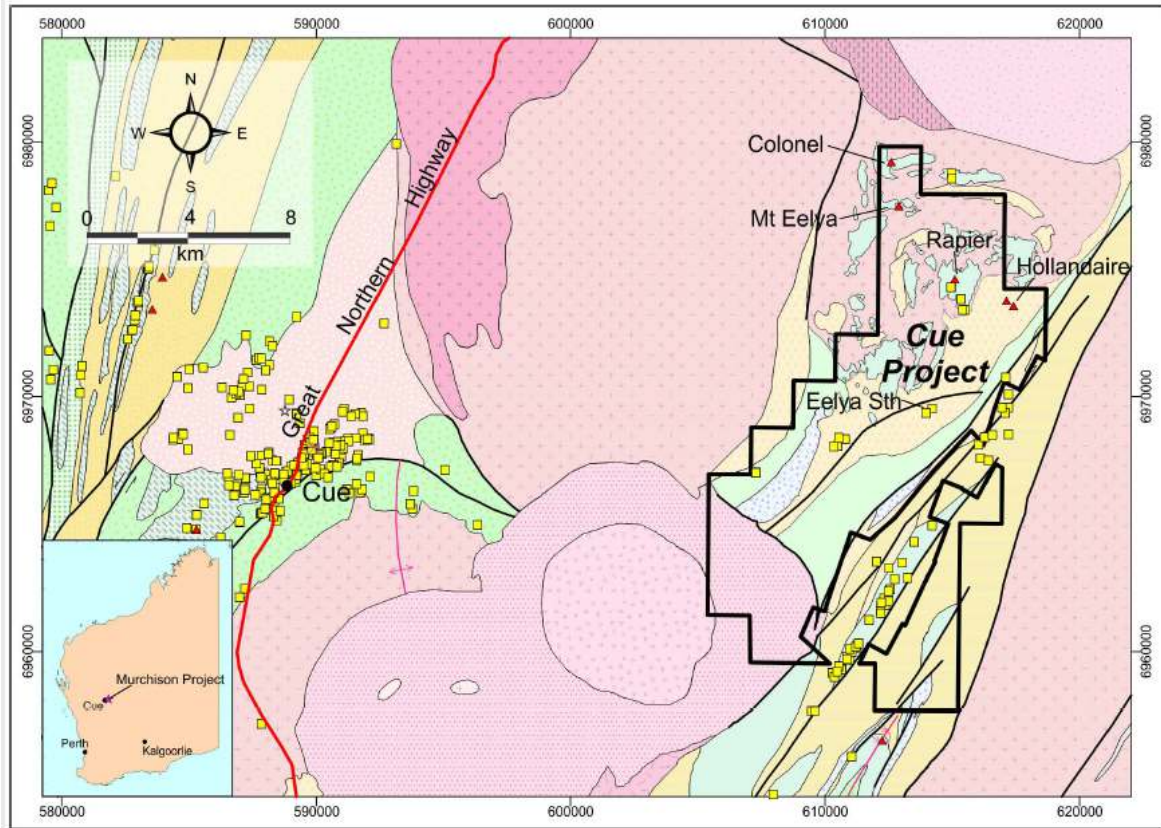 580000 590000 600000 610000 620000
N
W E
S
0 4 8
km
6980000
6970000
6960000
6980000
6970000
6960000
Great Northern Highway
Cue
Colonel
Mt Eelya
Rapier
Hollandaire
Cue
Project
Eelya Sth
Murchison Project
Cue
Perth
Kalgoorlie
580000 590000 600000 610000 620000